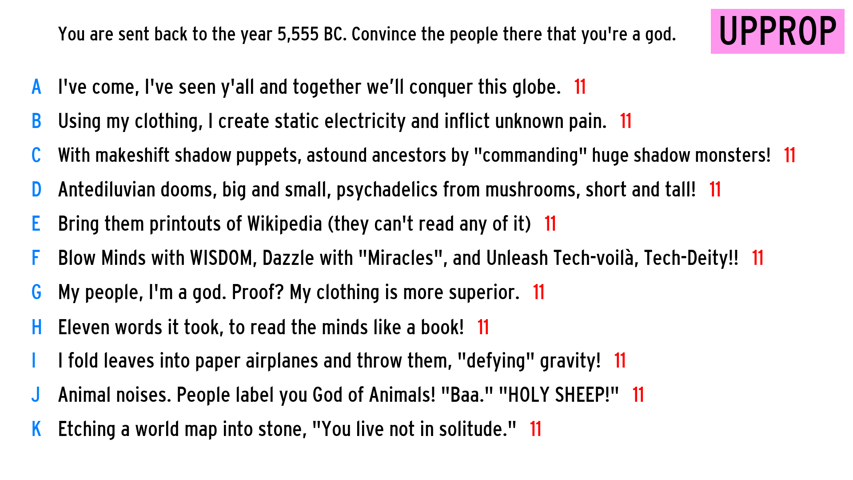 You are sent back to the year 5,555 BC. Convince the people there that you're a god.
UPPROP
A I've come, I've seen y'all and together we’ll conquer this globe. 11
B Using my clothing, I create static electricity and inflict unknown pain. 11
C With makeshift shadow puppets, astound ancestors by "commanding" huge shadow monsters! 11
D Antediluvian dooms, big and small, psychadelics from mushrooms, short and tall! 11
E Bring them printouts of Wikipedia (they can't read any of it) 11
F Blow Minds with WISDOM, Dazzle with "Miracles", and Unleash Tech-voilà, Tech-Deity!! 11
G My people, I'm a god. Proof? My clothing is more superior. 11
H Eleven words it took, to read the minds like a book! 11
I I fold leaves into paper airplanes and throw them, "defying" gravity! 11
J Animal noises. People label you God of Animals! "Baa." "HOLY SHEEP!" 11
K Etching a world map into stone, "You live not in solitude." 11